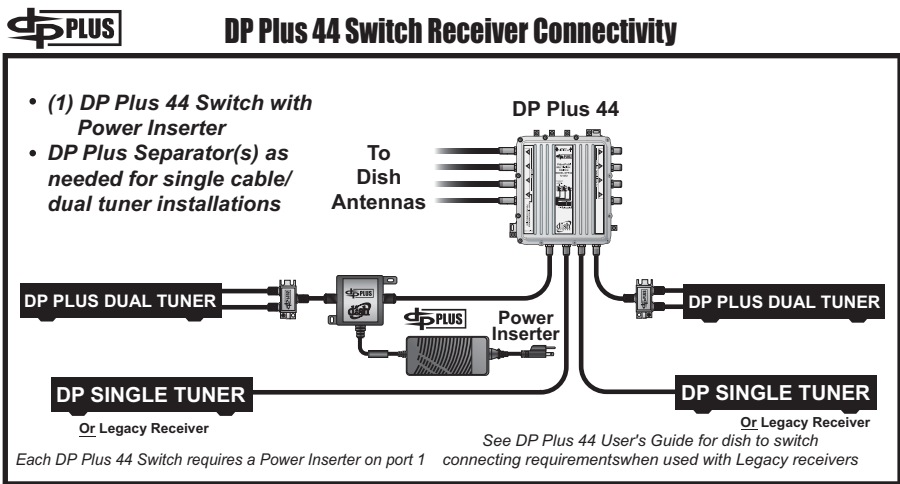 dp PLUS
DP Plus 44 Switch Receiver Connectivity
• (1) DP Plus 44 Switch with
Power Inserter
• DP Plus Separator(s) as
needed for single cable/
dual tuner installations
To
Dish
Antennas
DP Plus 44
DP PLUS DUAL TUNER
dp PLUS
dp PLUS
Power
Inserter
DP PLUS DUAL TUNER
DP SINGLE TUNER
Or Legacy Receiver
DP SINGLE TUNER
Or Legacy Receiver
Each DP Plus 44 Switch requires a Power Inserter on port 1
See DP Plus 44 User's Guide for dish to switch
connecting requirementswhen used with Legacy receivers